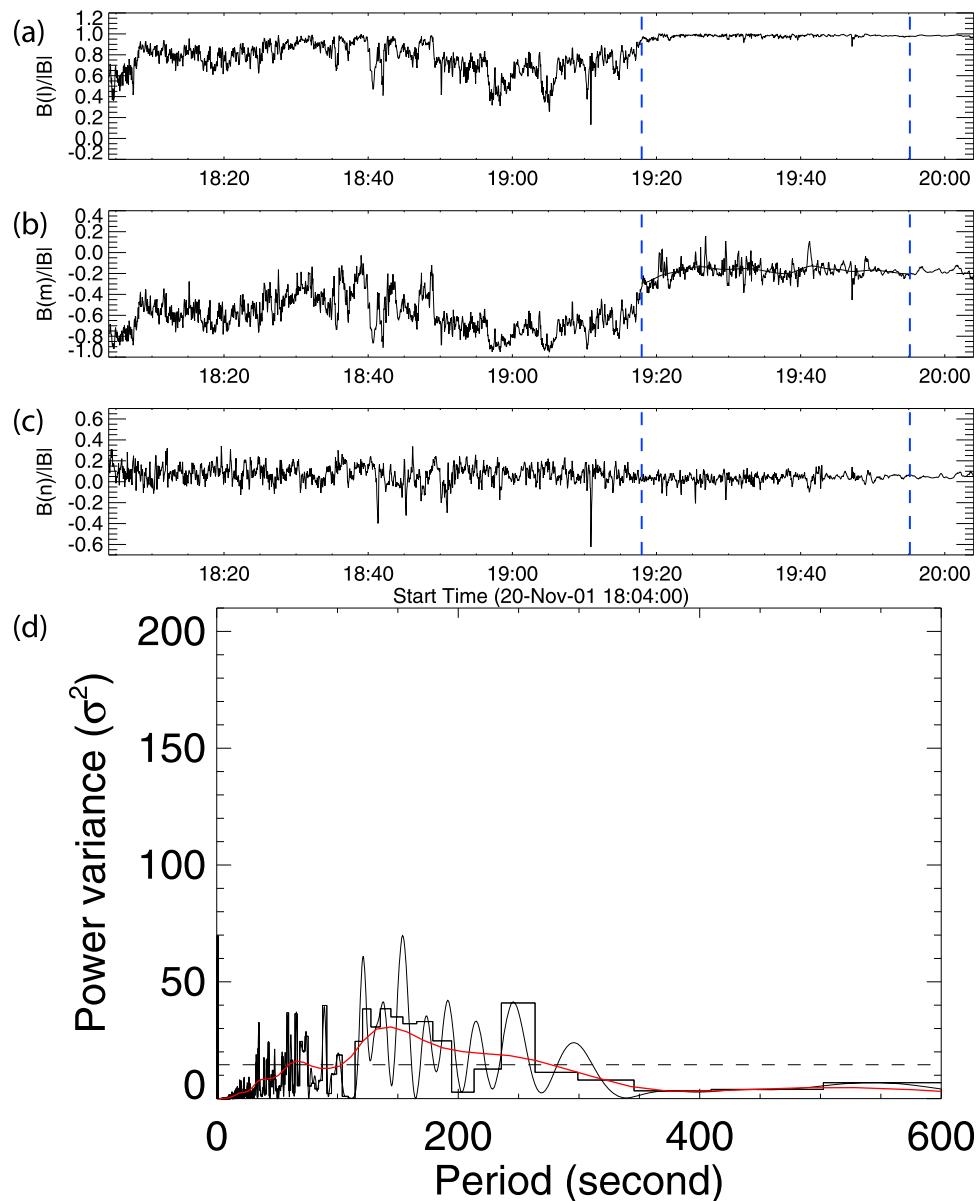 (a)
B(l)/|B|
1.2
1.0
0.8
0.6
0.4
0.2
0.0
-0.2
18:20 18:40 19:00 19:20 19:40 20:00
(b)
B(m)/|B|
0.4
0.2
0.0
-0.2
-0.4
-0.6
-0.8
-1.0
18:20 18:40 19:00 19:20 19:40 20:00
(c)
B(n)/|B|
0.6
0.4
0.2
0.0
-0.2
-0.4
-0.6
18:20 18:40 19:00 19:20 19:40 20:00
Start Time (20-Nov-01 18:04:00)
(d)
Power variance (σ²)
200
150
100
50
0
0 200 400 600
Period (second)